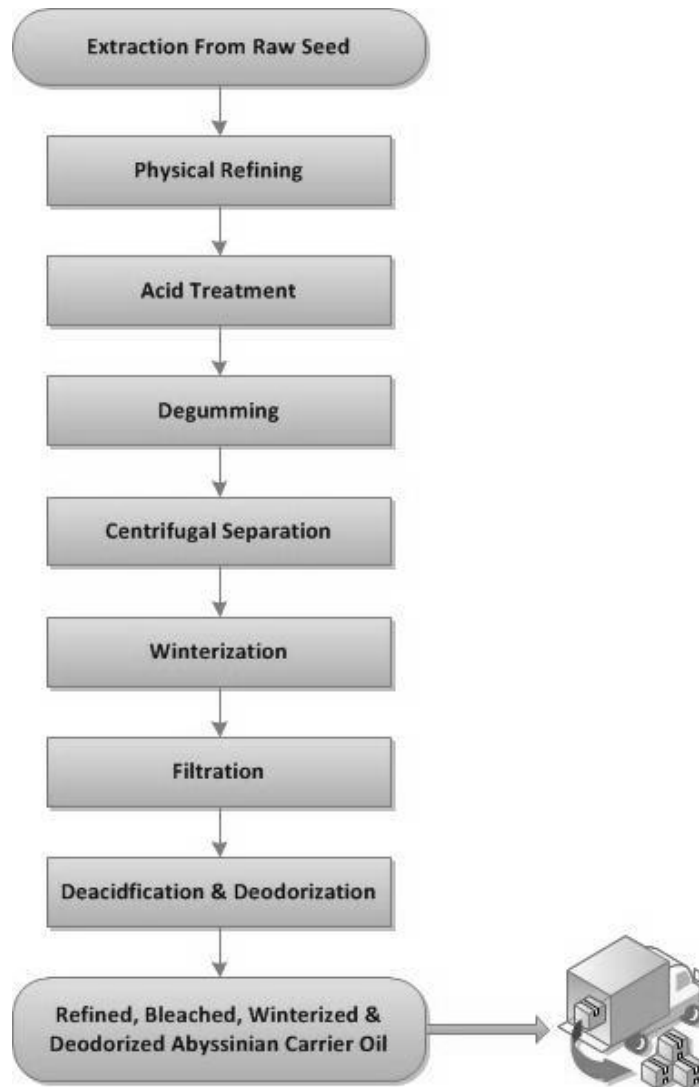 Extraction From Raw Seed
Physical Refining
Acid Treatment
Degumming
Centrifugal Separation
Winterization
Filtration
Deacidfication & Deodorization
Refined, Bleached, Winterized &
Deodorized Abyssinian Carrier Oil